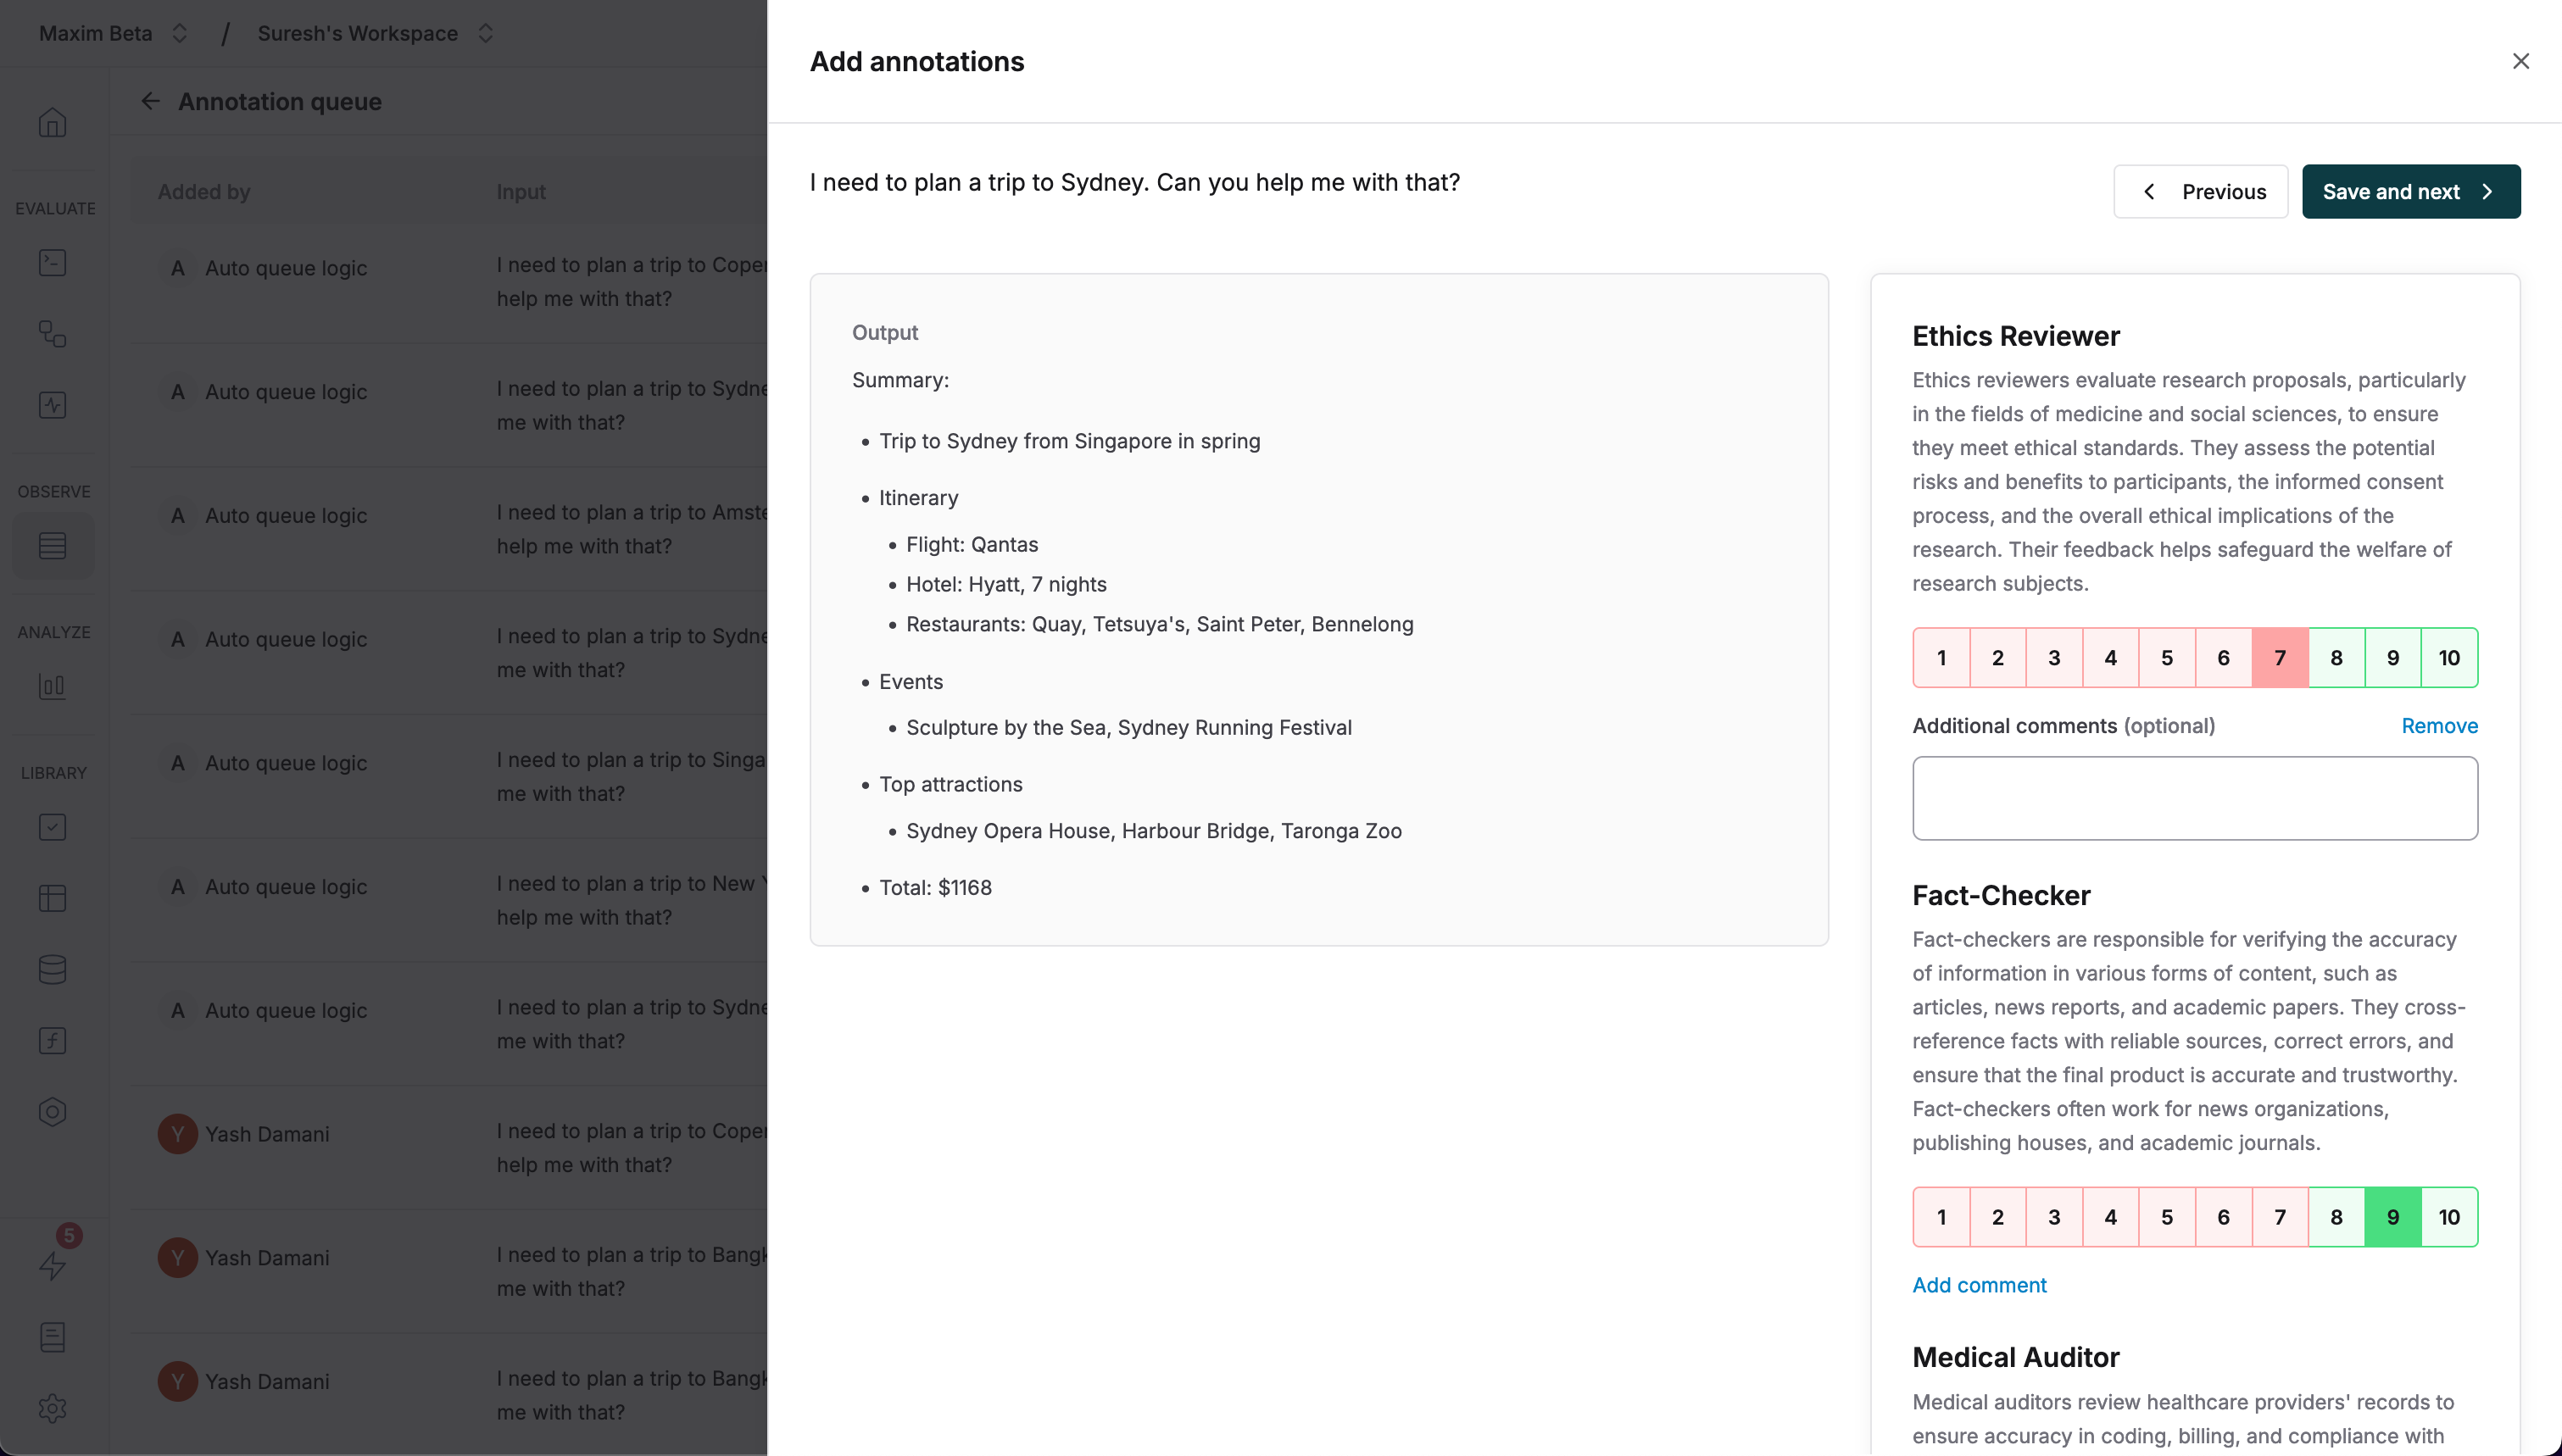 Maxim Beta / Suresh's Workspace
Annotation queue
EVALUATE
OBSERVE
ANALYZE
LIBRARY
5
Added by Input
A Auto queue logic I need to plan a trip to Coper
help me with that?
A Auto queue logic I need to plan a trip to Sydne
me with that?
A Auto queue logic I need to plan a trip to Amste
help me with that?
A Auto queue logic I need to plan a trip to Sydne
me with that?
A Auto queue logic I need to plan a trip to Singa
me with that?
A Auto queue logic I need to plan a trip to New Y
help me with that?
A Auto queue logic I need to plan a trip to Sydne
me with that?
Y Yash Damani I need to plan a trip to Coper
help me with that?
Y Yash Damani I need to plan a trip to Bangk
me with that?
Y Yash Damani I need to plan a trip to Bangk
me with that?
Add annotations
I need to plan a trip to Sydney. Can you help me with that?
Previous
Save and next
Output
Summary:
• Trip to Sydney from Singapore in spring
• Itinerary
• Flight: Qantas
• Hotel: Hyatt, 7 nights
• Restaurants: Quay, Tetsuya's, Saint Peter, Bennelong
• Events
• Sculpture by the Sea, Sydney Running Festival
• Top attractions
• Sydney Opera House, Harbour Bridge, Taronga Zoo
• Total: $1168
Ethics Reviewer
Ethics reviewers evaluate research proposals, particularly
in the fields of medicine and social sciences, to ensure
they meet ethical standards. They assess the potential
risks and benefits to participants, the informed consent
process, and the overall ethical implications of the
research. Their feedback helps safeguard the welfare of
research subjects.
1 2 3 4 5 6 7 8 9 10
Additional comments (optional) Remove
Fact-Checker
Fact-checkers are responsible for verifying the accuracy
of information in various forms of content, such as
articles, news reports, and academic papers. They cross-
reference facts with reliable sources, correct errors, and
ensure that the final product is accurate and trustworthy.
Fact-checkers often work for news organizations,
publishing houses, and academic journals.
1 2 3 4 5 6 7 8 9 10
Add comment
Medical Auditor
Medical auditors review healthcare providers' records to
ensure accuracy in coding, billing, and compliance with